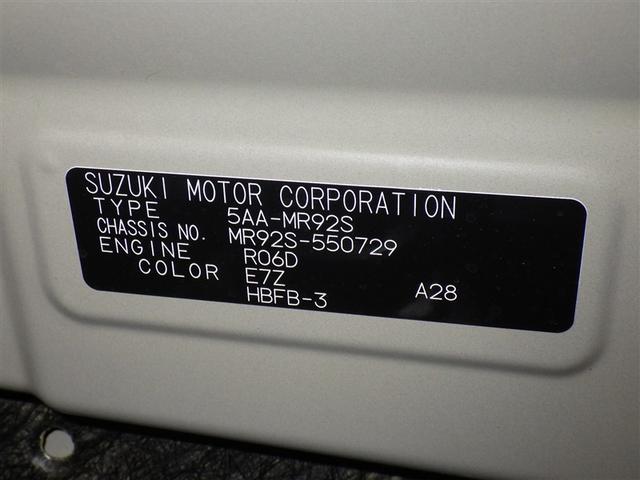 SUZUKI MOTOR CORPORATION
TYPE 5AA-MR92S
CHASSIS NO. MR92S-550729
ENGINE R06D
COLOR E7Z
HBFB-3 A28